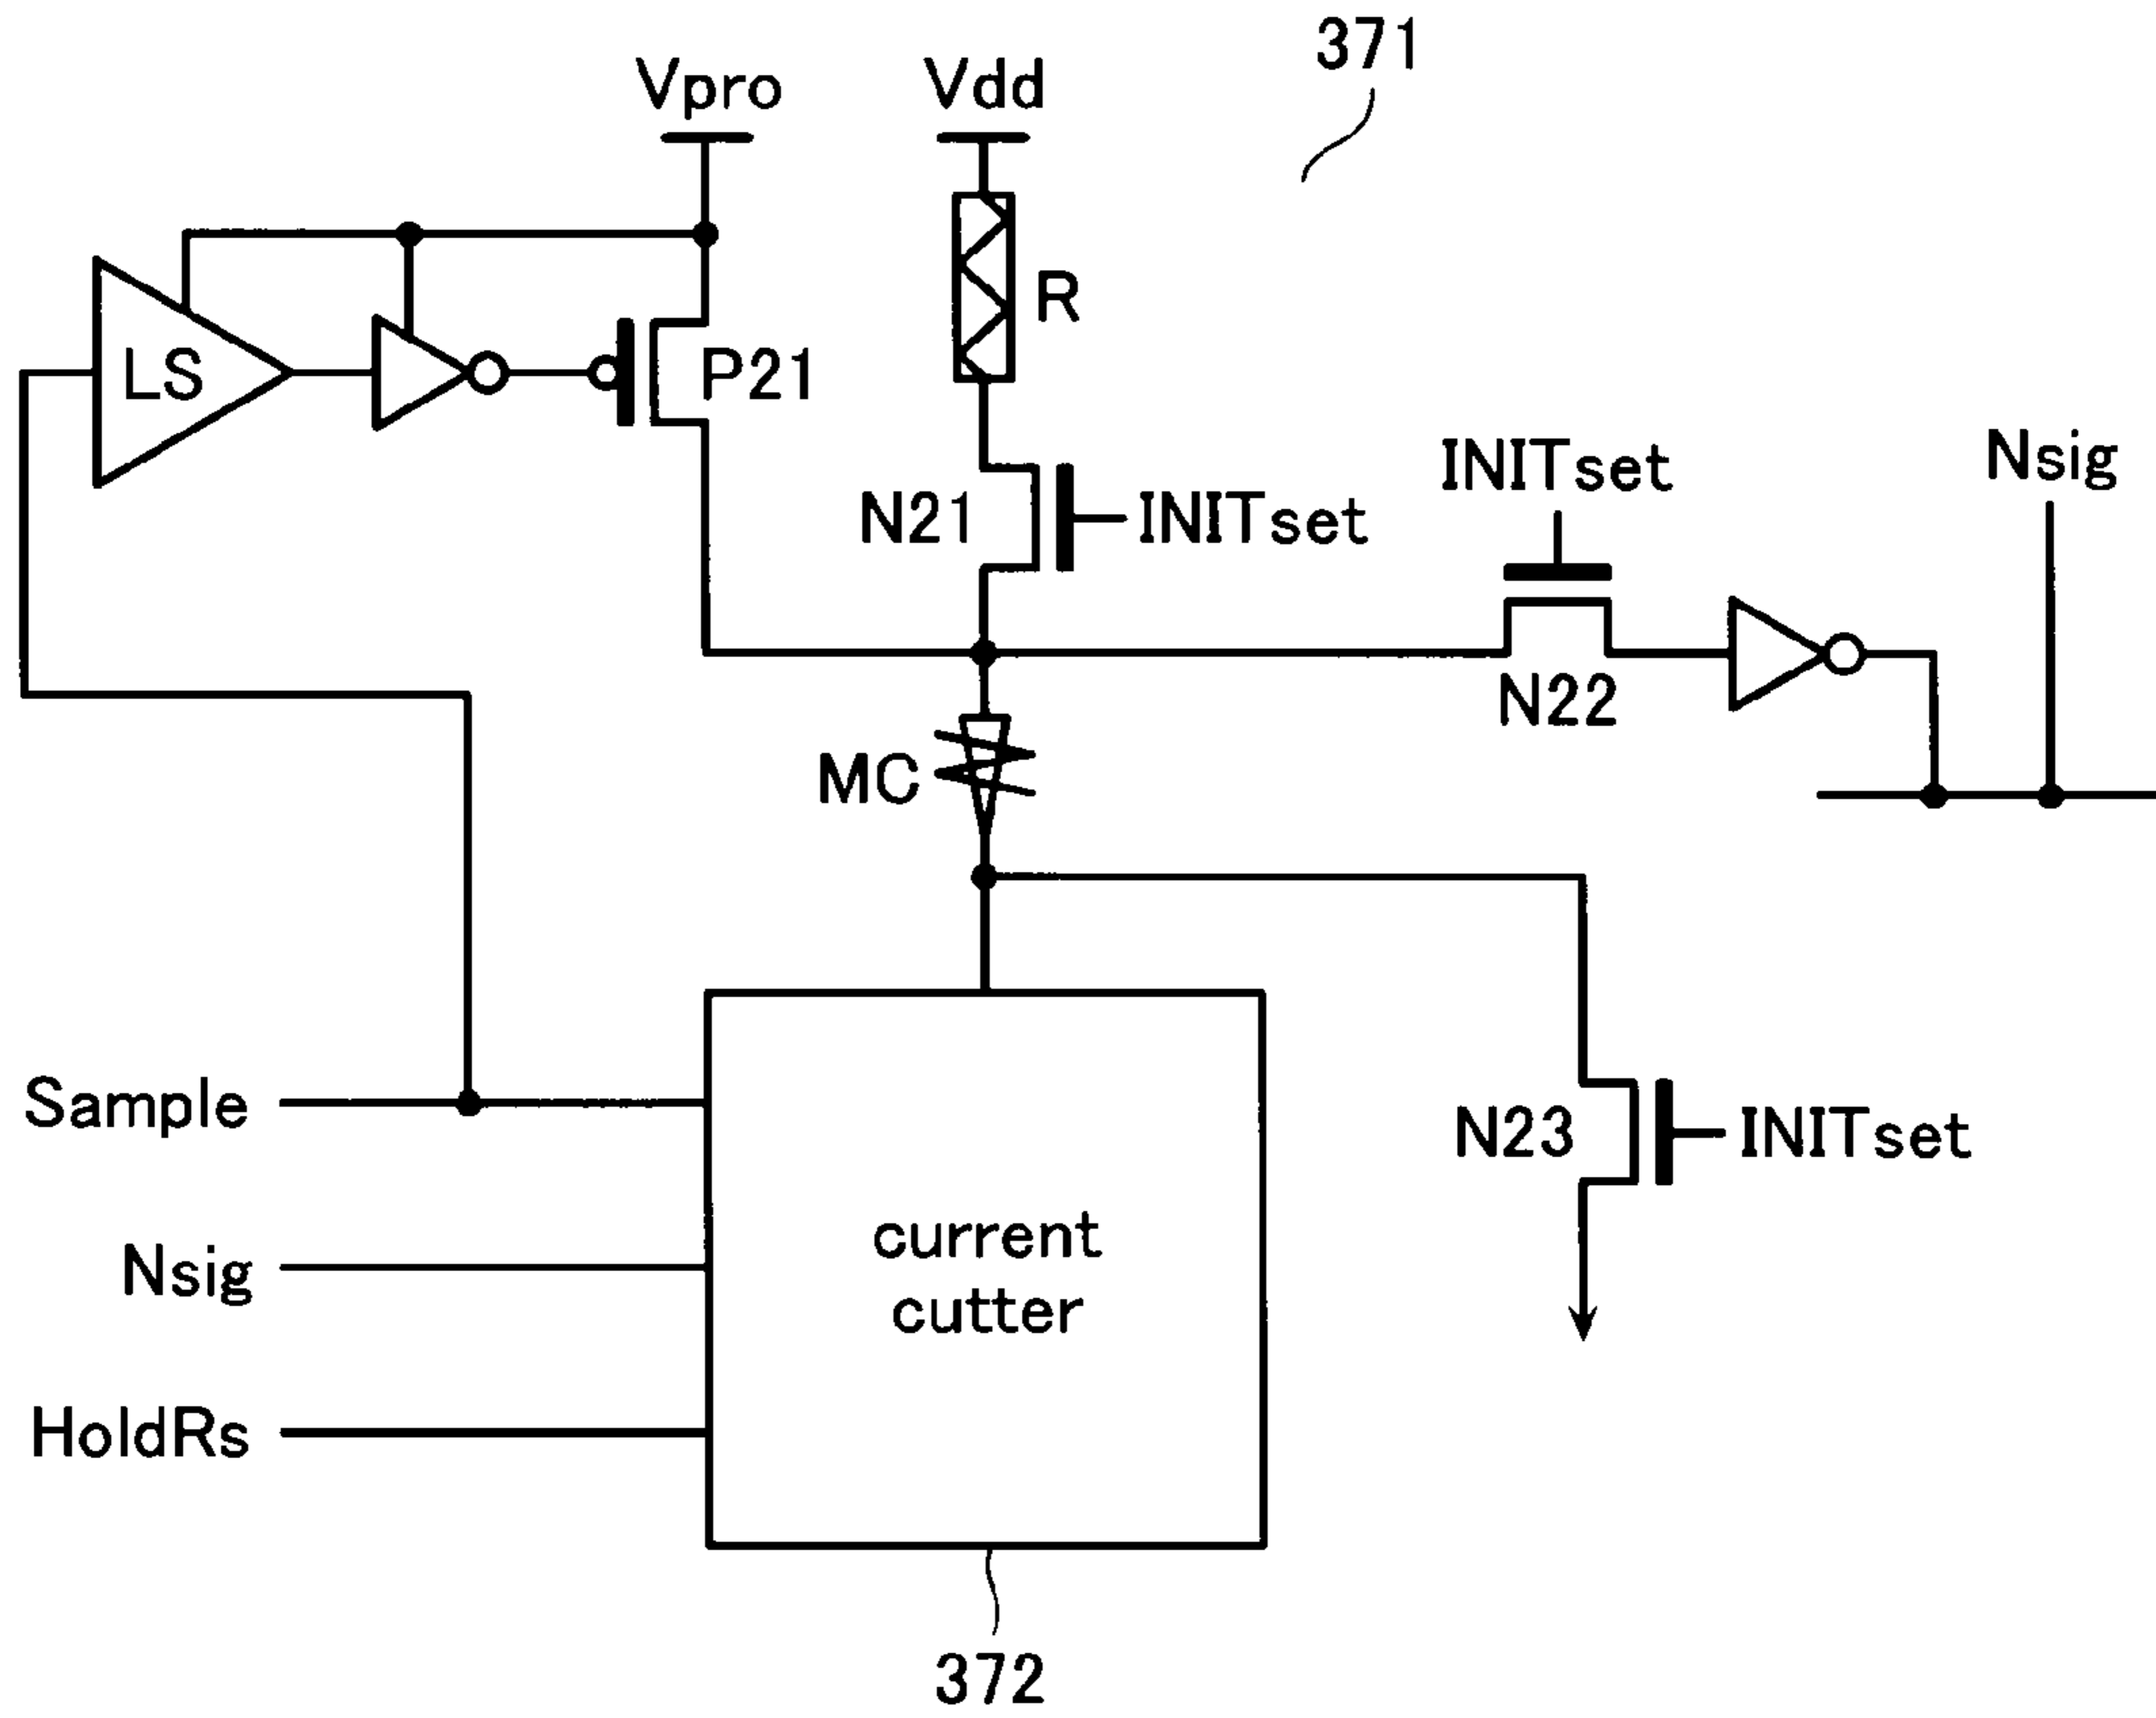 371
Vpro
Vdd
R
LS
P21
N21
INITset
INITset
Nsig
N22
MC
Sample
N23
INITset
Nsig
current
cutter
HoldRs
372